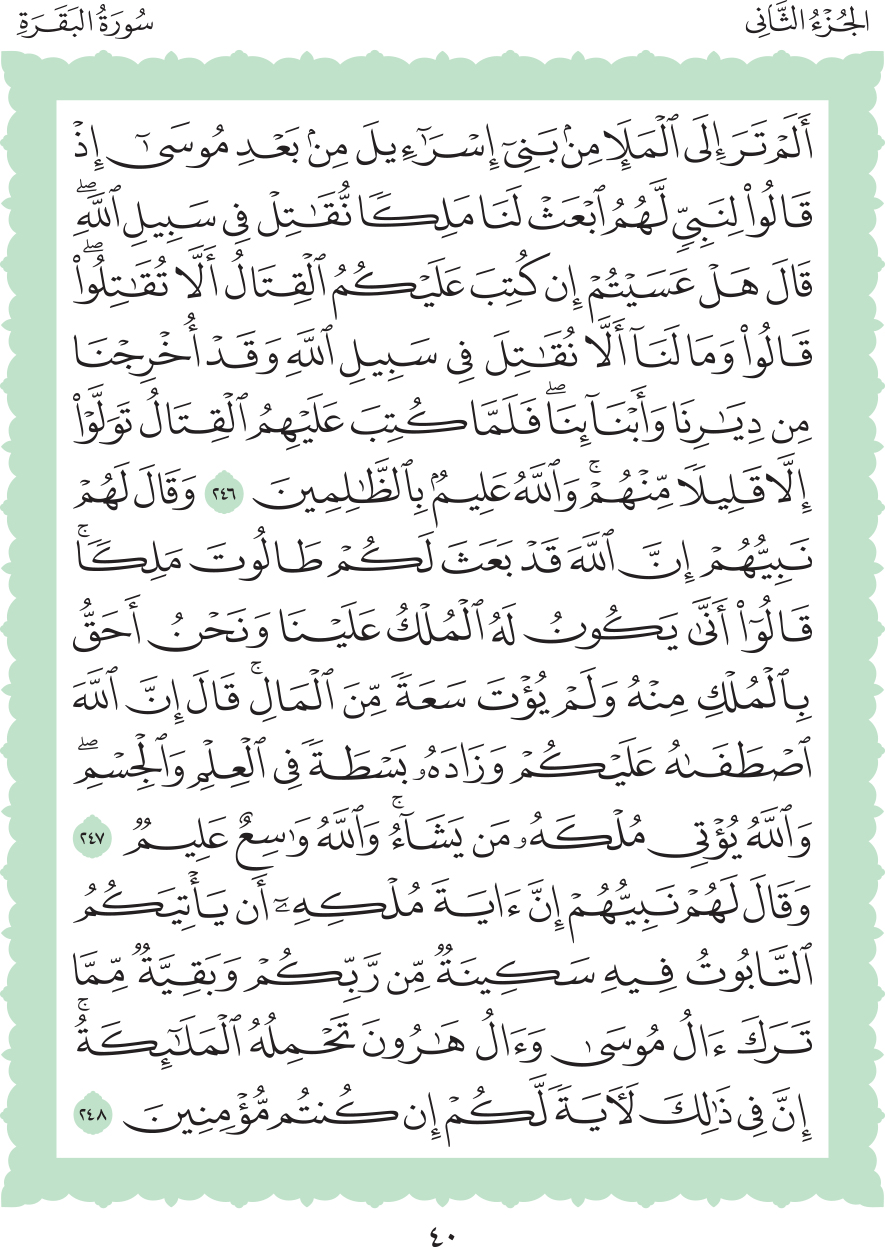 الجُزْءُ الثَّانِي
سُورَةُ البَقَرَةِ
أَلَمْ تَرَ إِلَى ٱلْمَلَإِ مِنۢ بَنِىٓ إِسْرَٰٓءِيلَ مِنۢ بَعْدِ مُوسَىٰٓ إِذْ
قَالُوا۟ لِنَبِىٍّ لَّهُمُ ٱبْعَثْ لَنَا مَلِكًا نُّقَٰتِلْ فِى سَبِيلِ ٱللَّهِ ۖ
قَالَ هَلْ عَسَيْتُمْ إِن كُتِبَ عَلَيْكُمُ ٱلْقِتَالُ أَلَّا تُقَٰتِلُوا۟ ۖ
قَالُوا۟ وَمَا لَنَآ أَلَّا نُقَٰتِلَ فِى سَبِيلِ ٱللَّهِ وَقَدْ أُخْرِجْنَا
مِن دِيَٰرِنَا وَأَبْنَآئِنَا ۖ فَلَمَّا كُتِبَ عَلَيْهِمُ ٱلْقِتَالُ تَوَلَّوْا۟
إِلَّا قَلِيلًا مِّنْهُمْ ۚ وَٱللَّهُ عَلِيمٌۢ بِٱلظَّٰلِمِينَ ٢٤٦ وَقَالَ لَهُمْ
نَبِيُّهُمْ إِنَّ ٱللَّهَ قَدْ بَعَثَ لَكُمْ طَالُوتَ مَلِكًا ۚ
قَالُوٓا۟ أَنَّىٰ يَكُونُ لَهُ ٱلْمُلْكُ عَلَيْنَا وَنَحْنُ أَحَقُّ
بِٱلْمُلْكِ مِنْهُ وَلَمْ يُؤْتَ سَعَةً مِّنَ ٱلْمَالِ ۚ قَالَ إِنَّ ٱللَّهَ
ٱصْطَفَىٰهُ عَلَيْكُمْ وَزَادَهُۥ بَسْطَةً فِى ٱلْعِلْمِ وَٱلْجِسْمِ ۖ
وَٱللَّهُ يُؤْتِى مُلْكَهُۥ مَن يَشَآءُ ۚ وَٱللَّهُ وَٰسِعٌ عَلِيمٌ ٢٤٧
وَقَالَ لَهُمْ نَبِيُّهُمْ إِنَّ ءَايَةَ مُلْكِهِۦٓ أَن يَأْتِيَكُمُ
ٱلتَّابُوتُ فِيهِ سَكِينَةٌ مِّن رَّبِّكُمْ وَبَقِيَّةٌ مِّمَّا
تَرَكَ ءَالُ مُوسَىٰ وَءَالُ هَٰرُونَ تَحْمِلُهُ ٱلْمَلَٰٓئِكَةُ ۚ
إِنَّ فِى ذَٰلِكَ لَءَايَةً لَّكُمْ إِن كُنتُم مُّؤْمِنِينَ ٢٤٨
٤٠